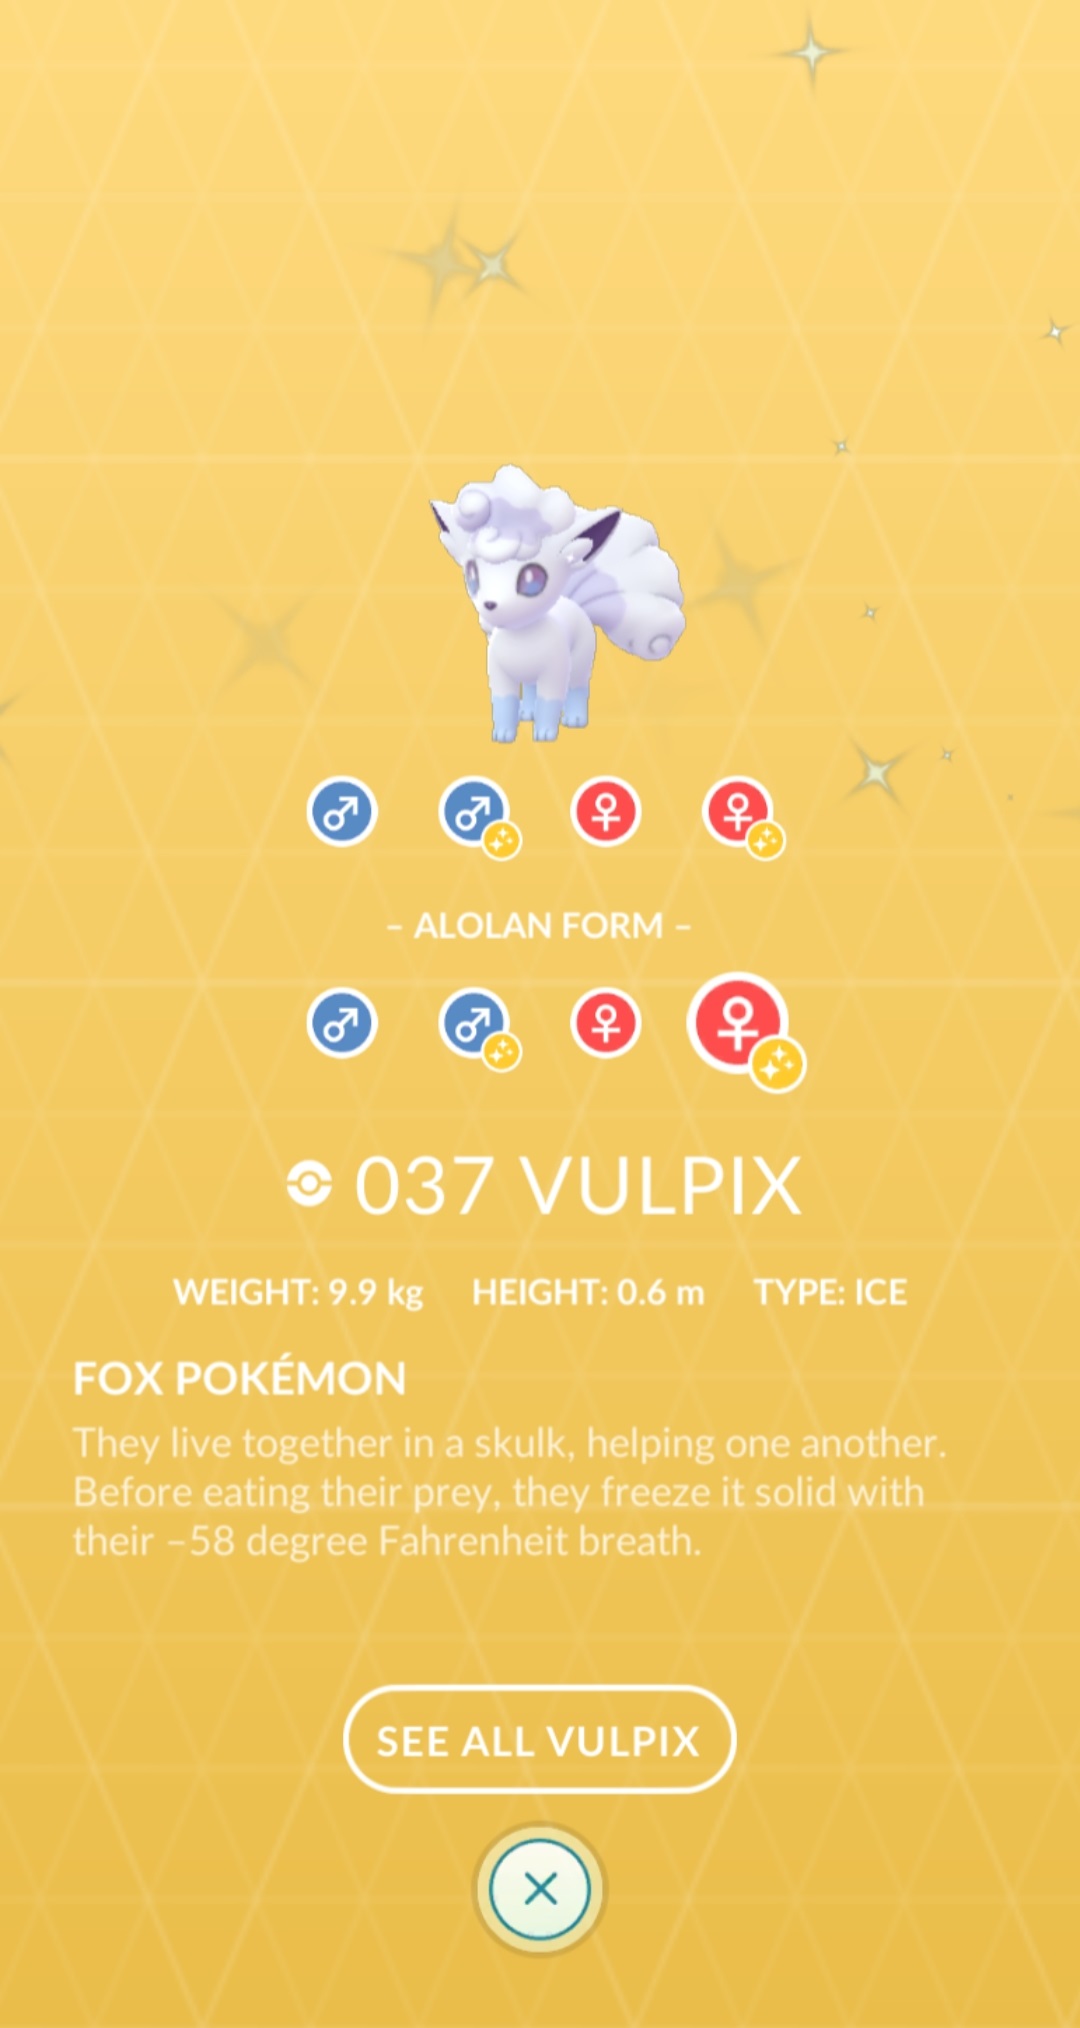 – ALOLAN FORM –
037 VULPIX
WEIGHT: 9.9 kg HEIGHT: 0.6 m TYPE: ICE
FOX POKÉMON
They live together in a skulk, helping one another.
Before eating their prey, they freeze it solid with
their –58 degree Fahrenheit breath.
SEE ALL VULPIX